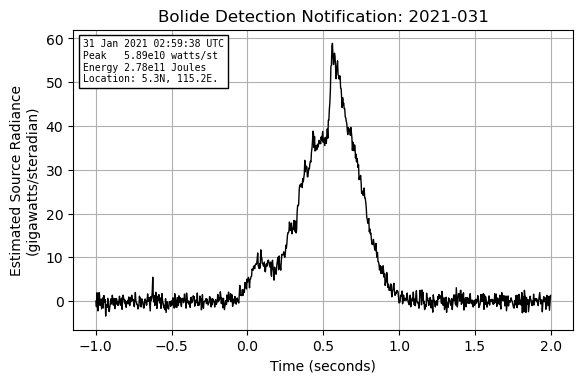 Bolide Detection Notification: 2021-031
31 Jan 2021 02:59:38 UTC
Peak   5.89e10 watts/st
Energy 2.78e11 Joules
Location: 5.3N, 115.2E.
Estimated Source Radiance
(gigawatts/steradian)
60
50
40
30
20
10
0
−1.0 −0.5 0.0 0.5 1.0 1.5 2.0
Time (seconds)